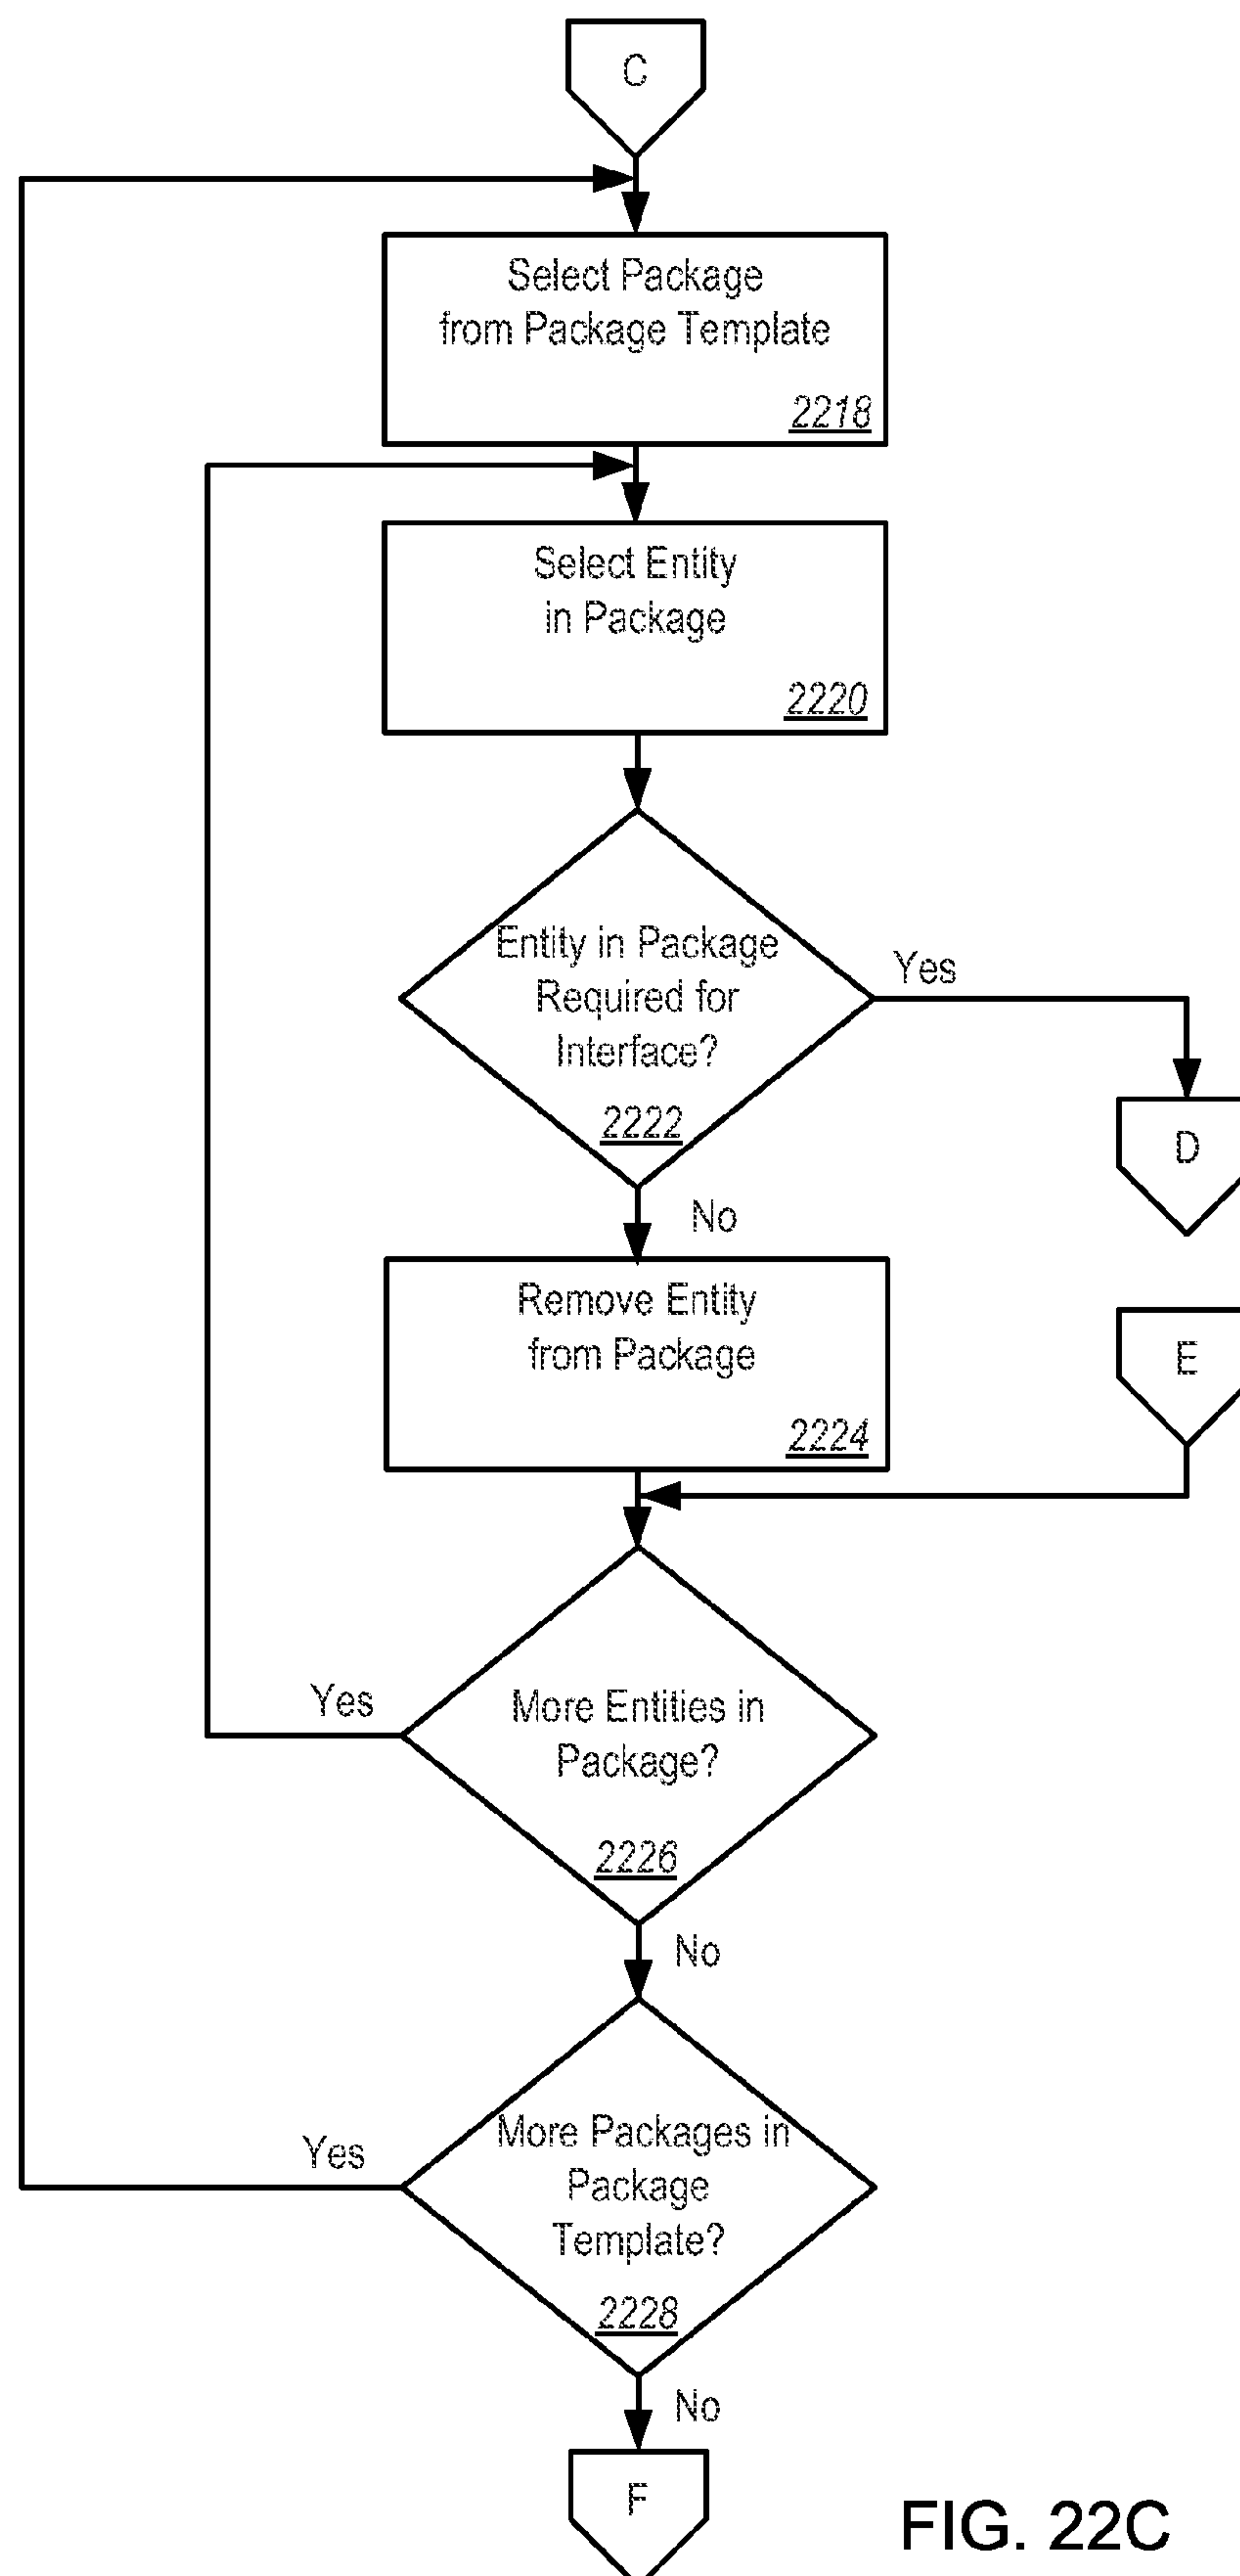 C
Select Package
from Package Template
2218
Select Entity
in Package
2220
Entity in Package
Required for
Interface?
2222
Yes
D
No
Remove Entity
from Package
2224
E
More Entities in
Package?
2226
Yes
No
More Packages in
Package
Template?
2228
Yes
No
F
FIG. 22C